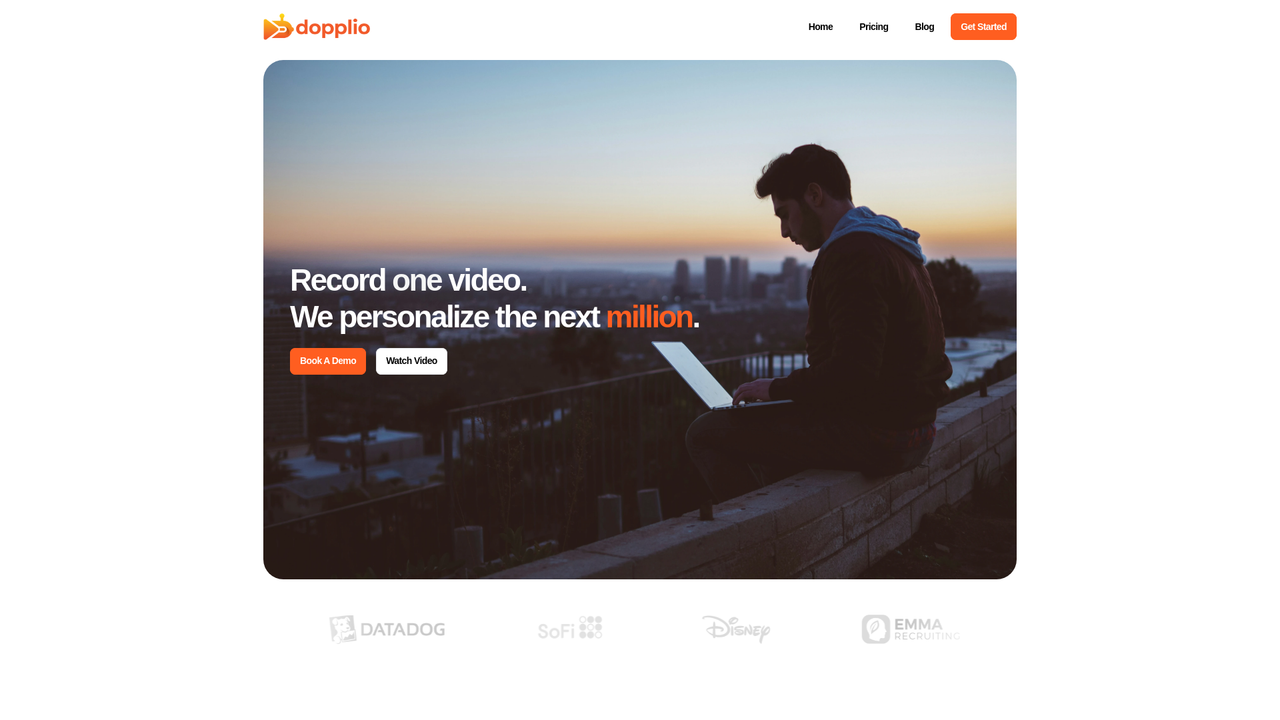 dopplio
Home
Pricing
Blog
Get Started
Record one video.
We personalize the next million.
Book A Demo
Watch Video
DATADOG
SoFi
Disney
EMMA
RECRUITING